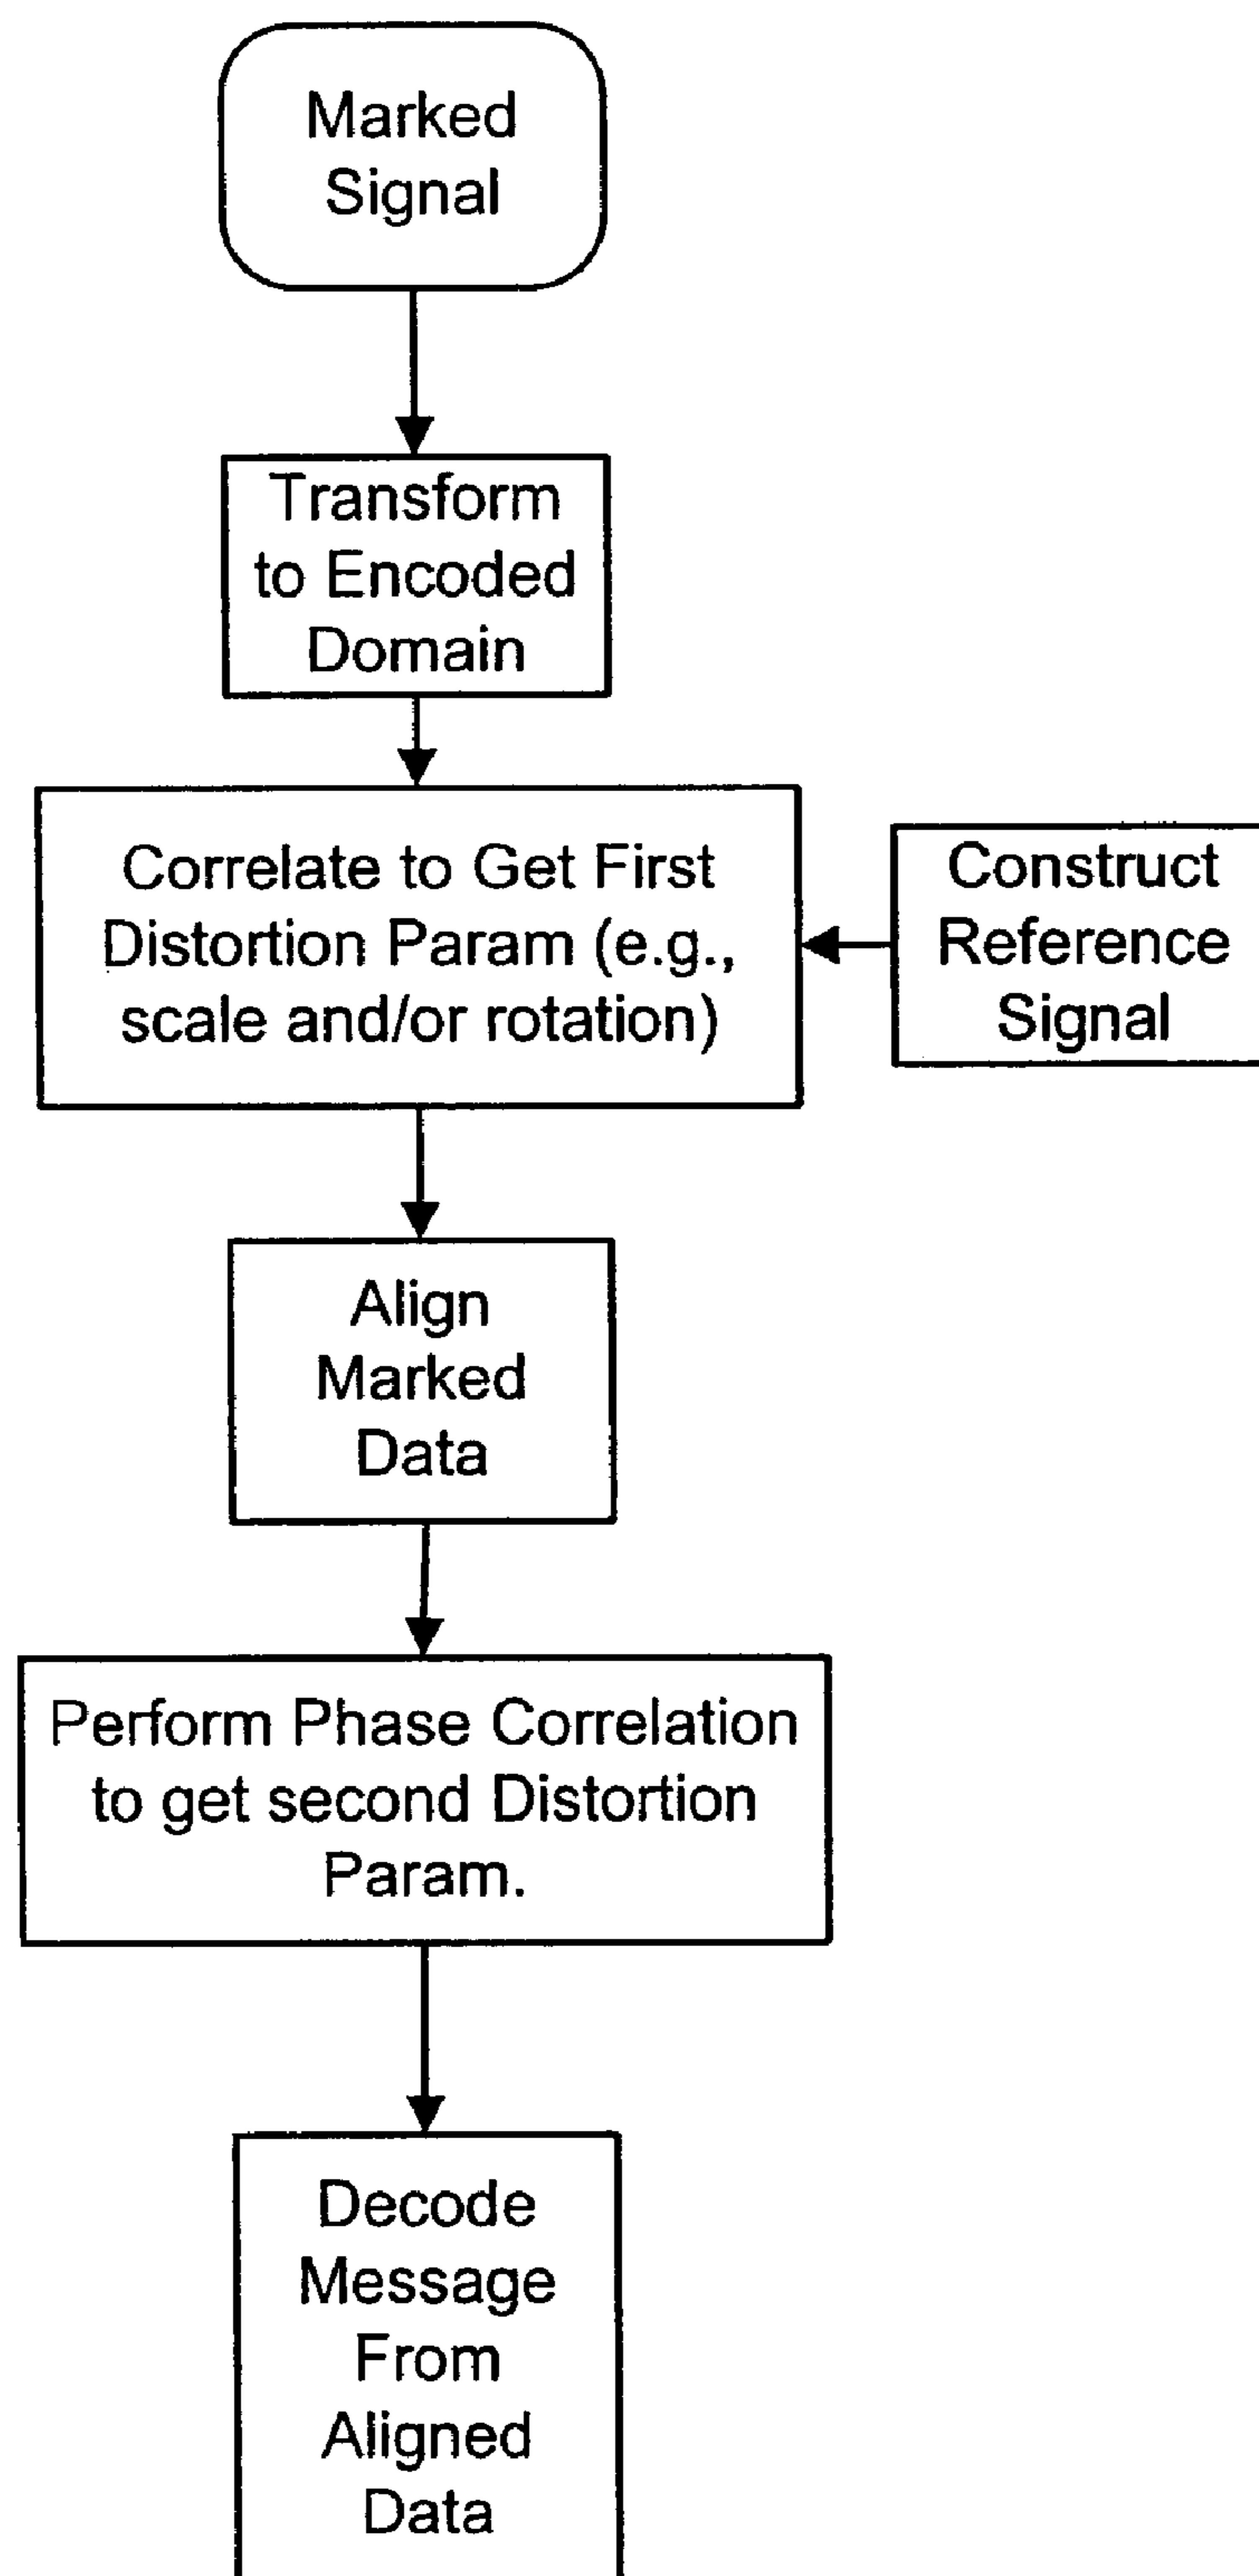 Marked
Signal
Transform
to Encoded
Domain
Correlate to Get First
Distortion Param (e.g.,
scale and/or rotation)
Construct
Reference
Signal
Align
Marked
Data
Perform Phase Correlation
to get second Distortion
Param.
Decode
Message
From
Aligned
Data